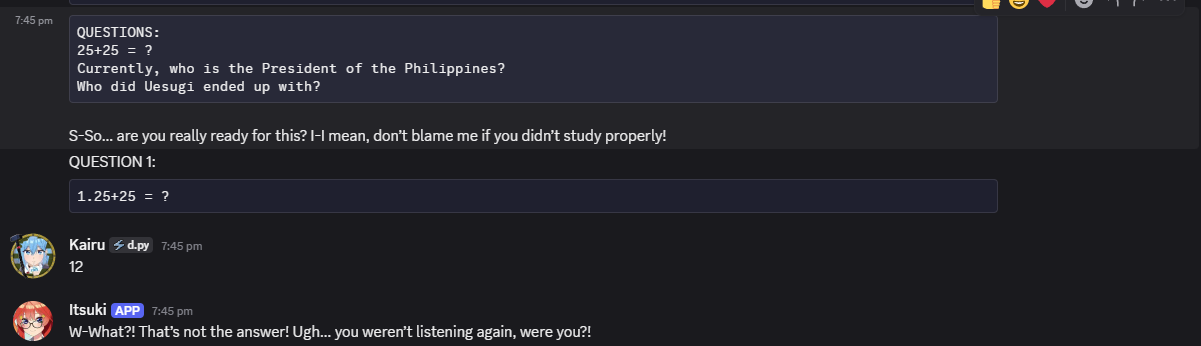 7:45 pm
QUESTIONS:
25+25 = ?
Currently, who is the President of the Philippines?
Who did Uesugi ended up with?
S-So... are you really ready for this? I-I mean, don't blame me if you didn't study properly!
QUESTION 1:
1.25+25 = ?
Kairu d.py 7:45 pm
12
Itsuki APP 7:45 pm
W-What?! That's not the answer! Ugh... you weren't listening again, were you?!